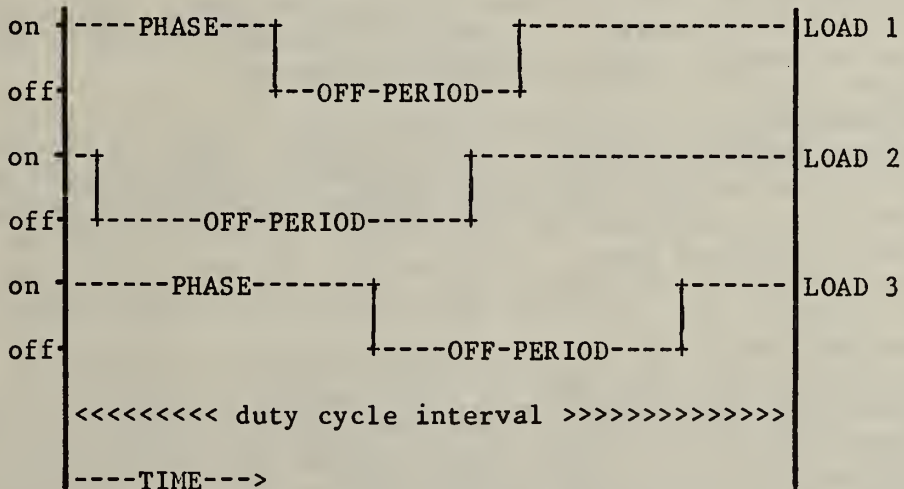 on ----PHASE---+ +---------------- LOAD 1
off +--OFF-PERIOD--+
on -+ +------------------- LOAD 2
off +------OFF-PERIOD------+
on ------PHASE-------+ +------ LOAD 3
off +----OFF-PERIOD----+
<<<<<<<<< duty cycle interval >>>>>>>>>>>>>>
----TIME--->